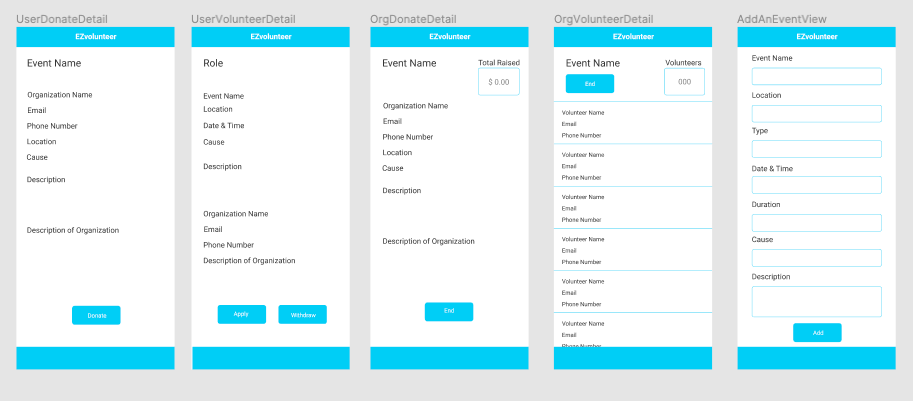 UserDonateDetail
EZvolunteer
Event Name
Organization Name
Email
Phone Number
Location
Cause
Description
Description of Organization
Donate
UserVolunteerDetail
EZvolunteer
Role
Event Name
Location
Date & Time
Cause
Description
Organization Name
Email
Phone Number
Description of Organization
Apply
Withdraw
OrgDonateDetail
EZvolunteer
Event Name
Total Raised
$ 0.00
Organization Name
Email
Phone Number
Location
Cause
Description
Description of Organization
End
OrgVolunteerDetail
EZvolunteer
Event Name
Volunteers
End
000
Volunteer Name
Email
Phone Number
Volunteer Name
Email
Phone Number
Volunteer Name
Email
Phone Number
Volunteer Name
Email
Phone Number
Volunteer Name
Email
Phone Number
Volunteer Name
Email
Phone Number
AddAnEventView
EZvolunteer
Event Name
Location
Type
Date & Time
Duration
Cause
Description
Add